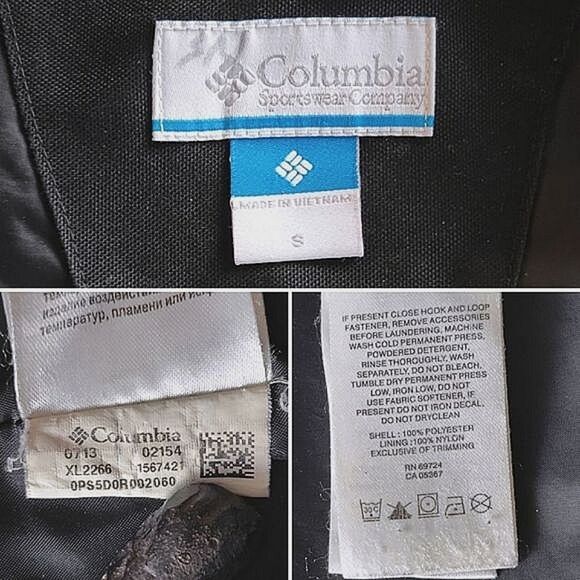 Columbia
Sportswear Company
MADE IN VIETNAM
S
изделие воздейст
температур, пламени или ис
Columbia
0713 02154
XL2266 1567421
0PS5D0R002060
IF PRESENT CLOSE HOOK AND LOOP
FASTENER, REMOVE ACCESSORIES
BEFORE LAUNDERING, MACHINE
WASH COLD PERMANENT PRESS,
POWDERED DETERGENT,
RINSE THOROUGHLY, WASH
SEPARATELY, DO NOT BLEACH,
TUMBLE DRY PERMANENT PRESS
LOW, IRON LOW, DO NOT
USE FABRIC SOFTENER, IF
PRESENT DO NOT IRON DECAL,
DO NOT DRYCLEAN.
SHELL : 100% POLYESTER
LINING : 100% NYLON
EXCLUSIVE OF TRIMMING
RN 69724
CA 05367
30°C